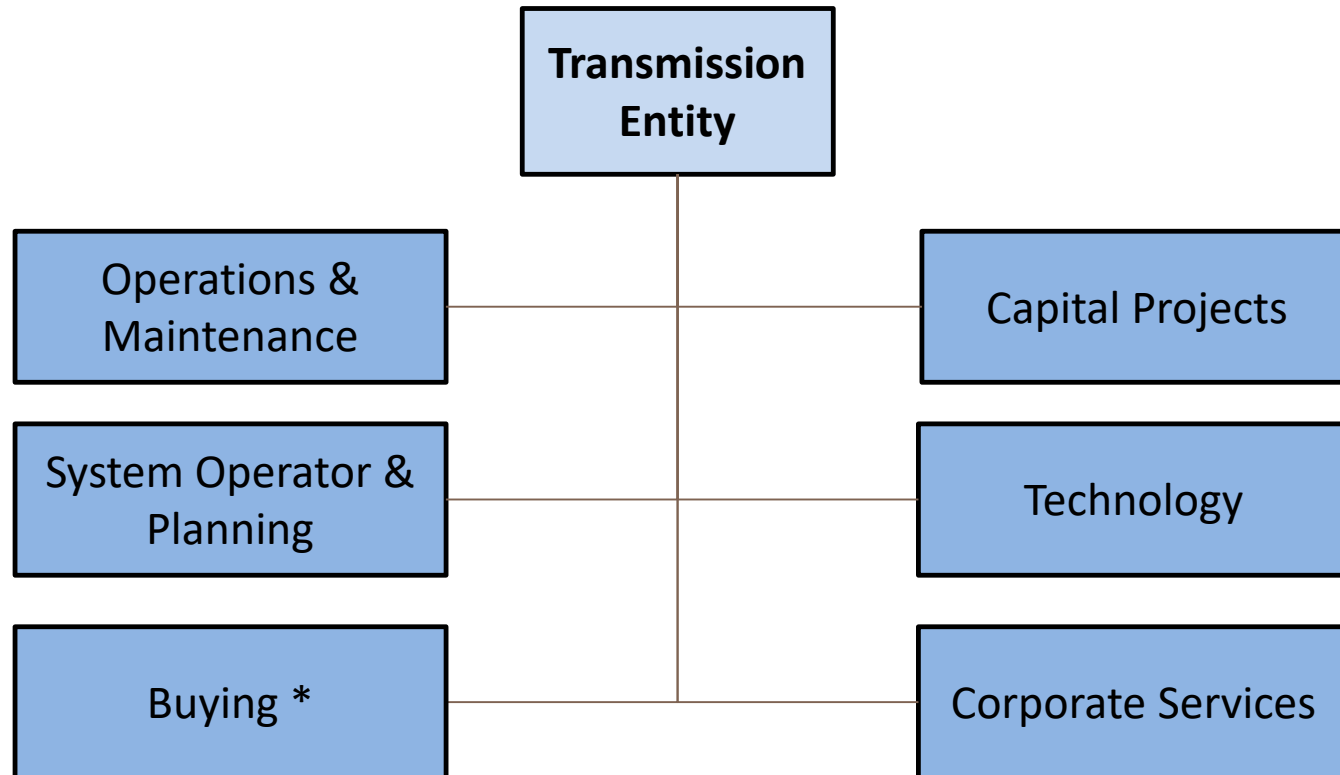 Transmission
Entity
Operations &
Maintenance
Capital Projects
System Operator &
Planning
Technology
Buying *
Corporate Services